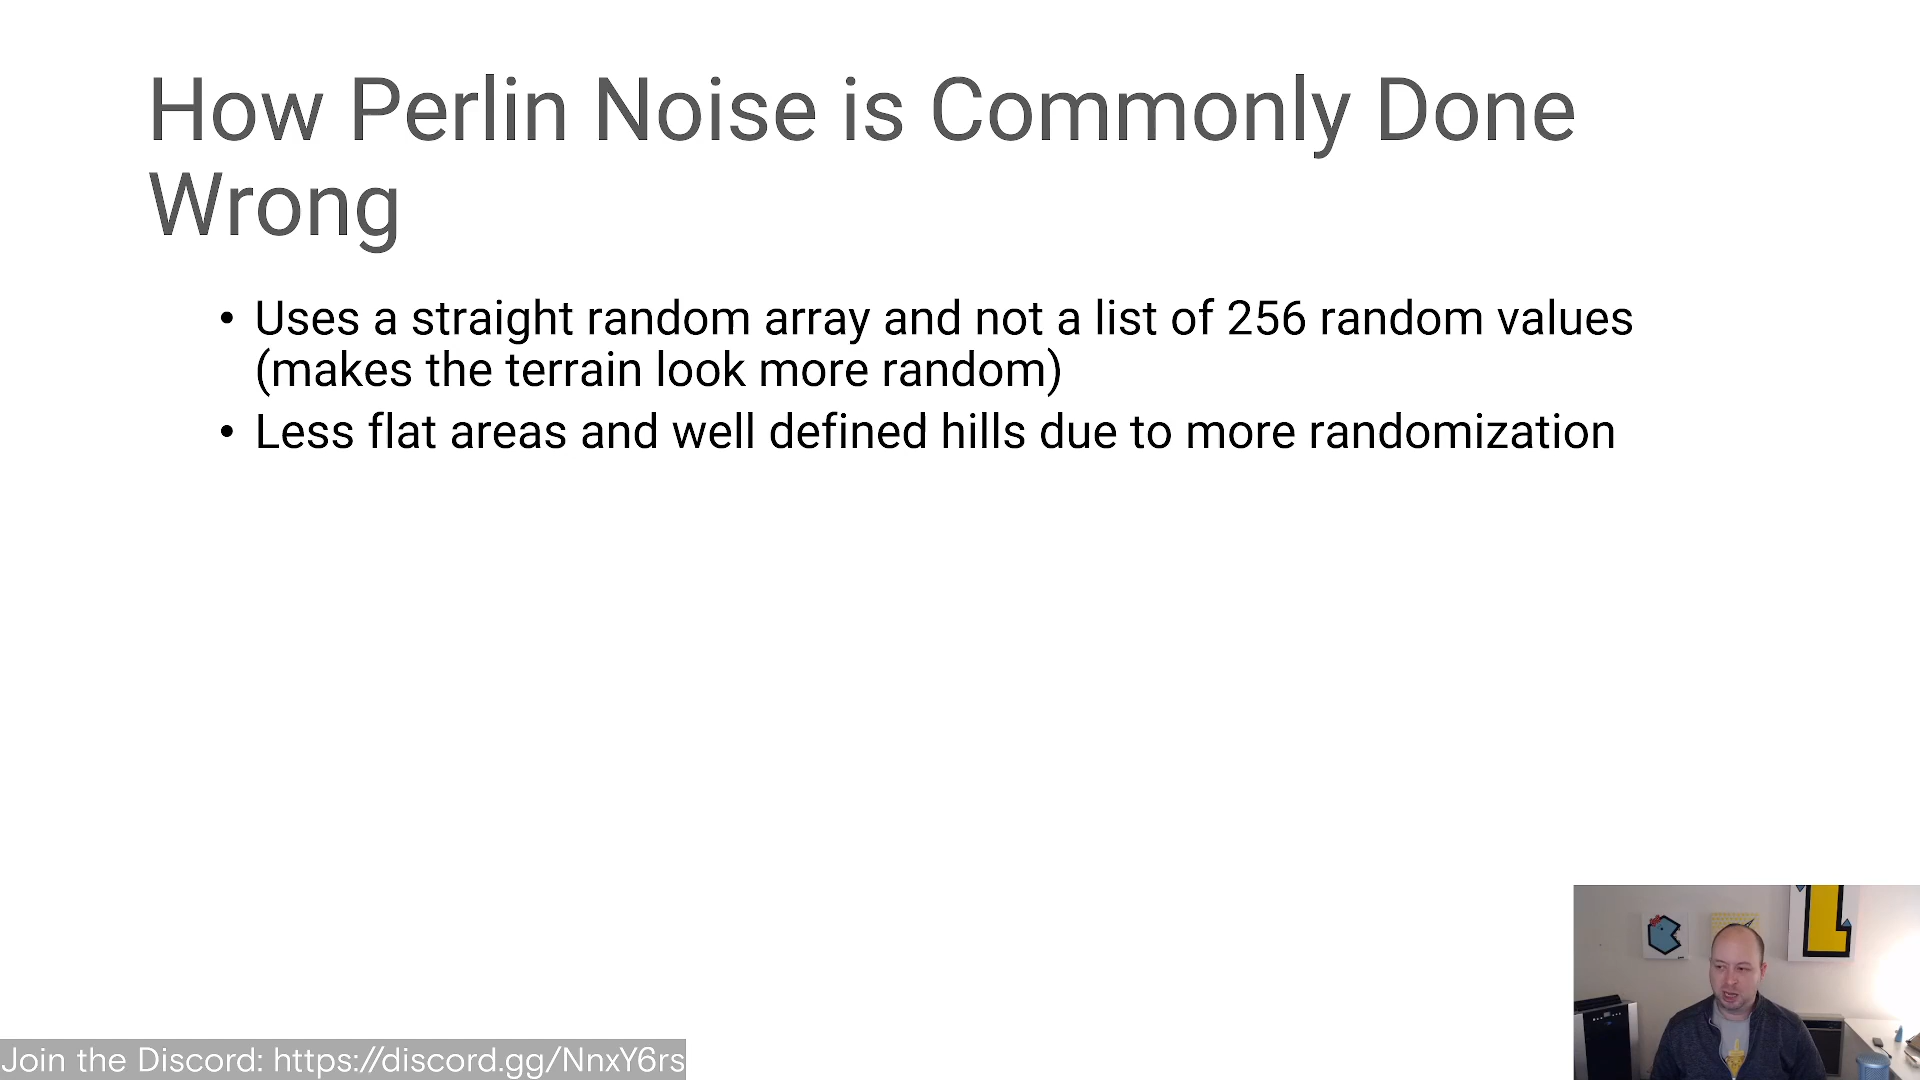 How Perlin Noise is Commonly Done
Wrong
• Uses a straight random array and not a list of 256 random values
(makes the terrain look more random)
• Less flat areas and well defined hills due to more randomization
Join the Discord: https://discord.gg/NnxY6rs